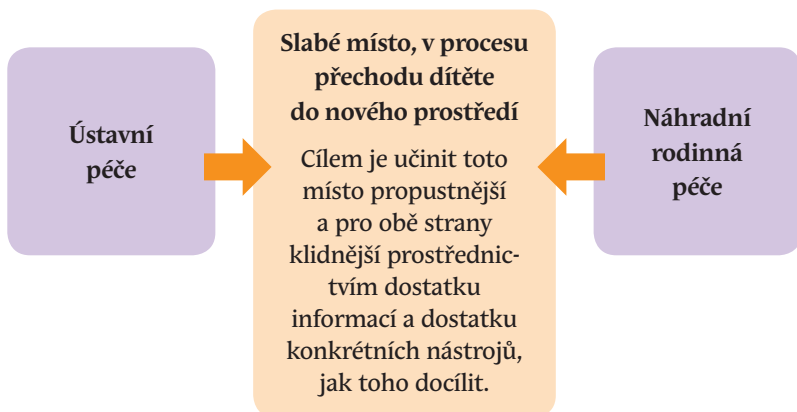 Ústavní
péče
Slabé místo, v procesu
přechodu dítěte
do nového prostředí
Cílem je učinit toto
místo propustnější
a pro obě strany
klidnější prostřednic-
tvím dostatku
informací a dostatku
konkrétních nástrojů,
jak toho docílit.
Náhradní
rodinná
péče